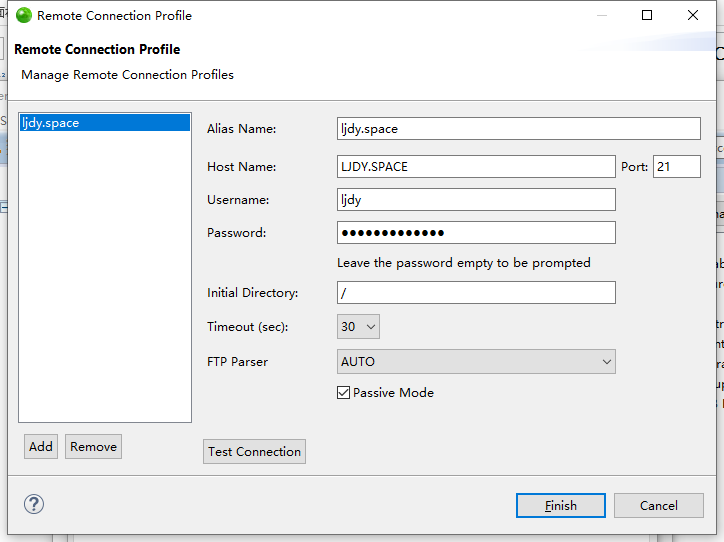 Remote Connection Profile
Remote Connection Profile
Manage Remote Connection Profiles
ljdy.space
Alias Name: ljdy.space
Host Name: LJDY.SPACE Port: 21
Username: ljdy
Password: ●●●●●●●●●●●●●
Leave the password empty to be prompted
Initial Directory: /
Timeout (sec): 30
FTP Parser AUTO
Passive Mode
Add Remove Test Connection
? Finish Cancel